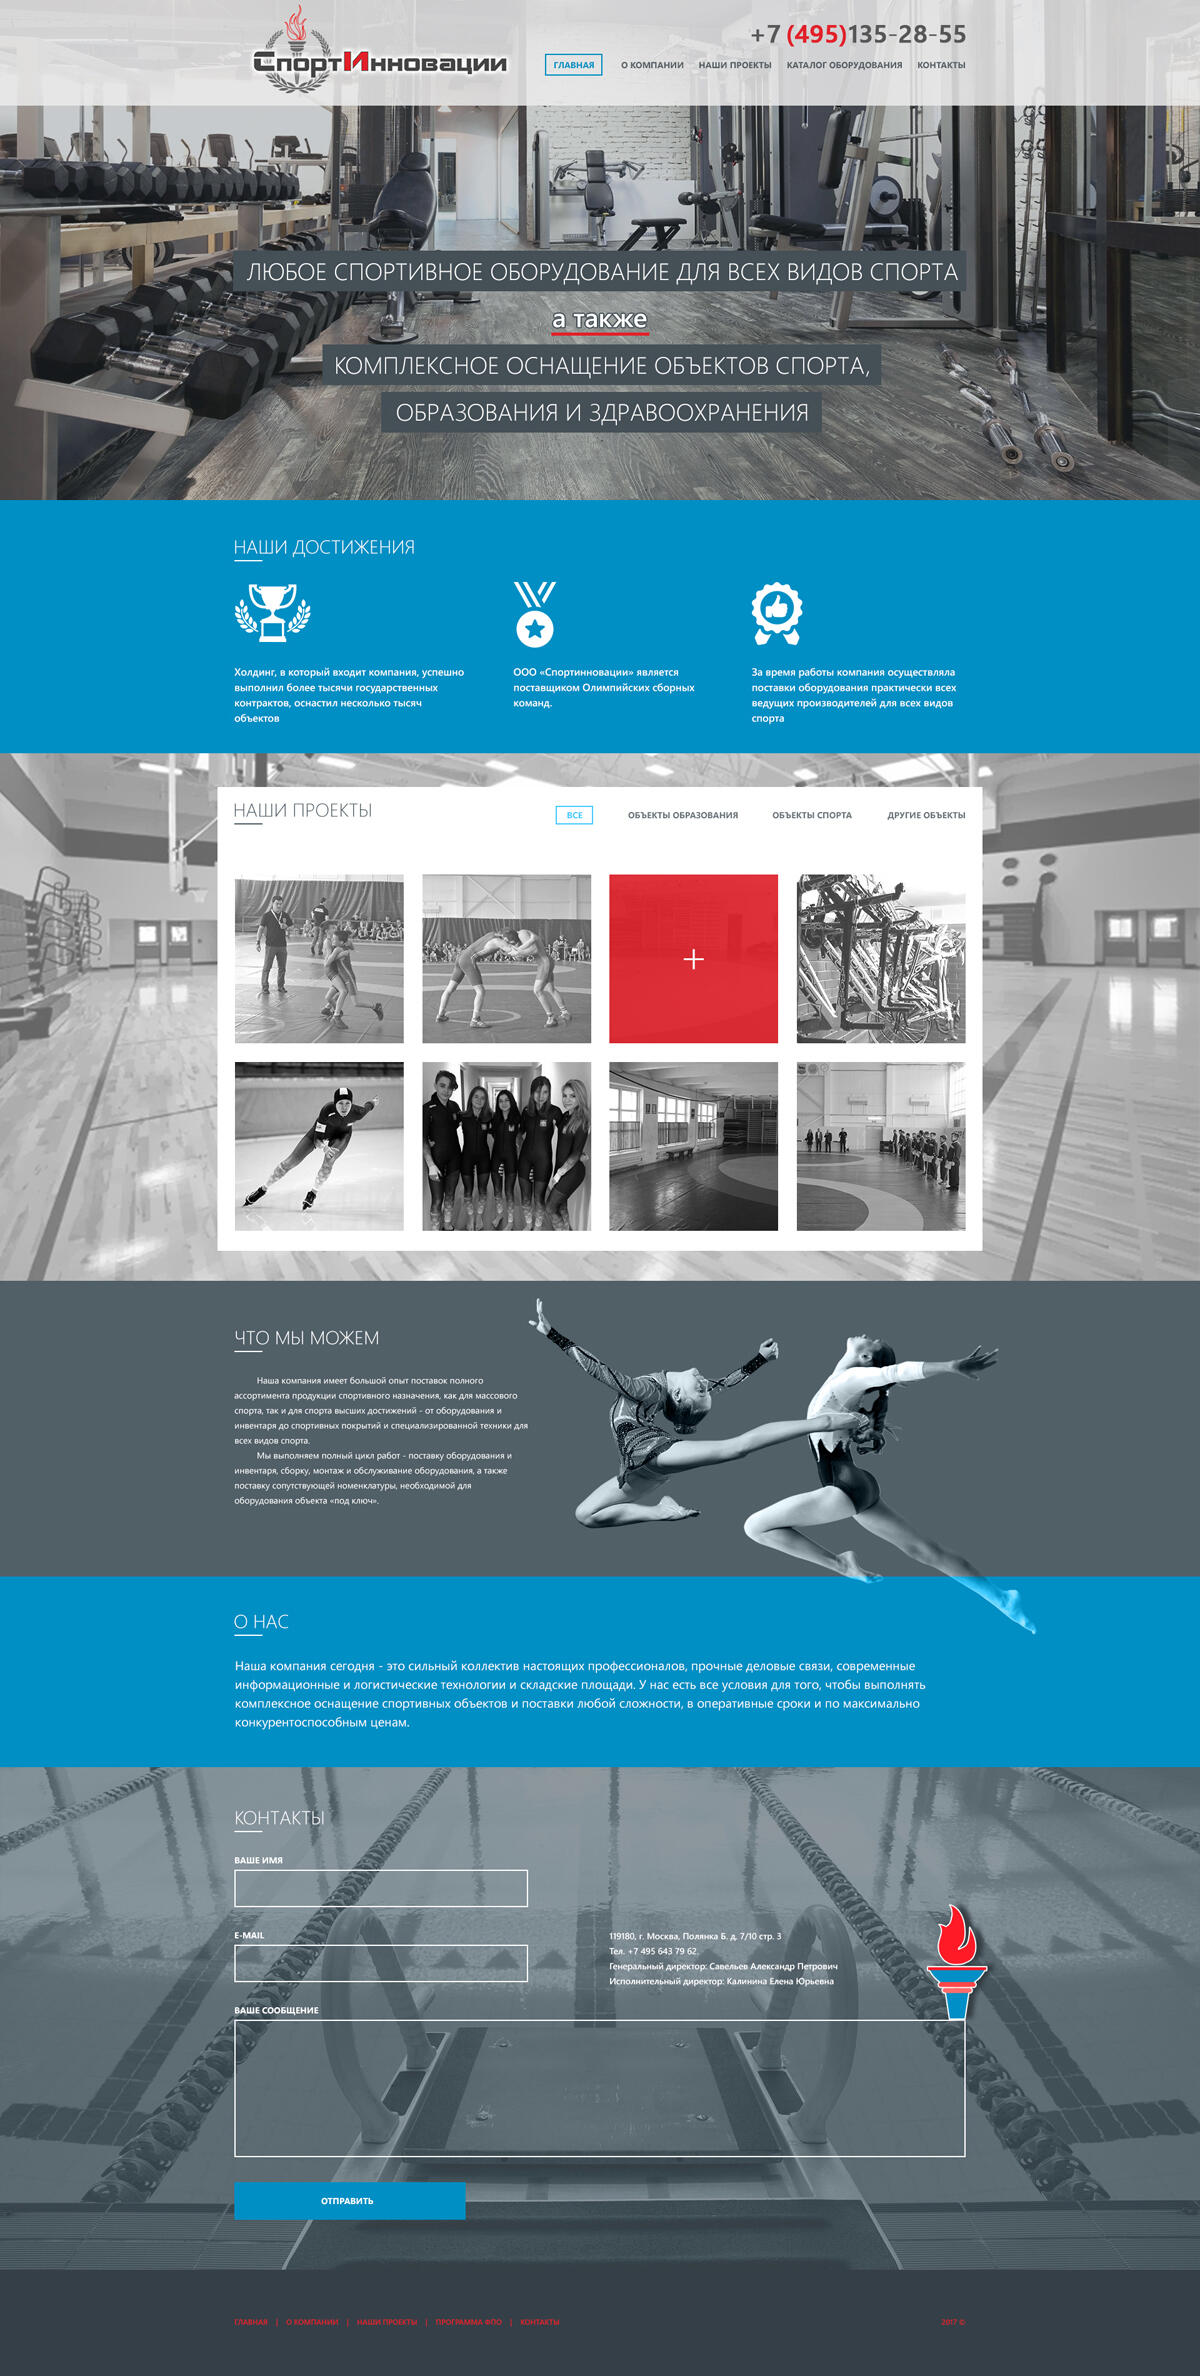 СпортИнновации
+7 (495)135-28-55
ГЛАВНАЯ О КОМПАНИИ НАШИ ПРОЕКТЫ КАТАЛОГ ОБОРУДОВАНИЯ КОНТАКТЫ
ЛЮБОЕ СПОРТИВНОЕ ОБОРУДОВАНИЕ ДЛЯ ВСЕХ ВИДОВ СПОРТА
а также
КОМПЛЕКСНОЕ ОСНАЩЕНИЕ ОБЪЕКТОВ СПОРТА,
ОБРАЗОВАНИЯ И ЗДРАВООХРАНЕНИЯ
НАШИ ДОСТИЖЕНИЯ
Холдинг, в который входит компания, успешно
выполнил более тысячи государственных
контрактов, оснастил несколько тысяч
объектов
ООО «Спортинновации» является
поставщиком Олимпийских сборных
команд.
За время работы компания осуществляла
поставки оборудования практически всех
ведущих производителей для всех видов
спорта
НАШИ ПРОЕКТЫ
ВСЕ ОБЪЕКТЫ ОБРАЗОВАНИЯ ОБЪЕКТЫ СПОРТА ДРУГИЕ ОБЪЕКТЫ
ЧТО МЫ МОЖЕМ
Наша компания имеет большой опыт поставок полного
ассортимента продукции спортивного назначения, как для массового
спорта, так и для спорта высших достижений - от оборудования и
инвентаря до спортивных покрытий и специализированной техники для
всех видов спорта.
Мы выполняем полный цикл работ - поставку оборудования и
инвентаря, сборку, монтаж и обслуживание оборудования, а также
поставку сопутствующей номенклатуры, необходимой для
оборудования объекта «под ключ».
О НАС
Наша компания сегодня - это сильный коллектив настоящих профессионалов, прочные деловые связи, современные
информационные и логистические технологии и складские площади. У нас есть все условия для того, чтобы выполнять
комплексное оснащение спортивных объектов и поставки любой сложности, в оперативные сроки и по максимально
конкурентоспособным ценам.
КОНТАКТЫ
ВАШЕ ИМЯ
E-MAIL
119180, г. Москва, Полянка Б. д. 7/10 стр. 3
Тел. +7 495 643 79 62.
Генеральный директор: Савельев Александр Петрович
Исполнительный директор: Калинина Елена Юрьевна
ВАШЕ СООБЩЕНИЕ
ОТПРАВИТЬ
ГЛАВНАЯ | О КОМПАНИИ | НАШИ ПРОЕКТЫ | ПРОГРАММА ФПО | КОНТАКТЫ
2017 ©